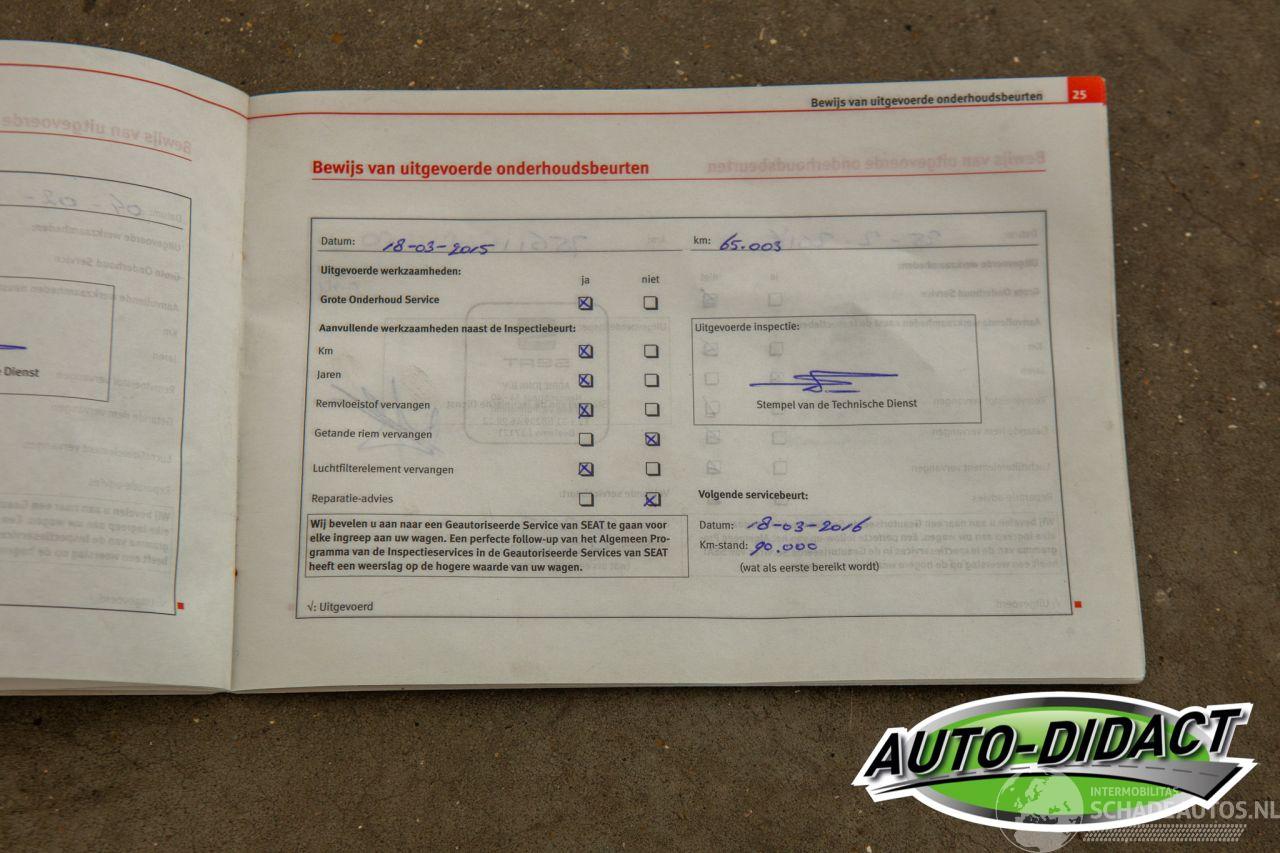 Bewijs van uitgevoerde onderhoudsbeurten 25
Bewijs van uitgevoerde onderhoudsbeurten
Datum: 18-03-2015 km: 65.003
Uitgevoerde werkzaamheden:
ja niet
Grote Onderhoud Service
Aanvullende werkzaamheden naast de Inspectiebeurt:
Km
Jaren
Remvloeistof vervangen
Getande riem vervangen
Luchtfilterelement vervangen
Reparatie-advies
Uitgevoerde inspectie:
Stempel van de Technische Dienst
Wij bevelen u aan naar een Geautoriseerde Service van SEAT te gaan voor
elke ingreep aan uw wagen. Een perfecte follow-up van het Algemeen Pro-
gramma van de Inspectieservices in de Geautoriseerde Services van SEAT
heeft een weerslag op de hogere waarde van uw wagen.
Volgende servicebeurt:
Datum: 18-03-2016
Km-stand: 90.000
(wat als eerste bereikt wordt)
√: Uitgevoerd
Dienst
AUTO-DIDACT
INTERMOBILITAS
SCHADEAUTOS.NL